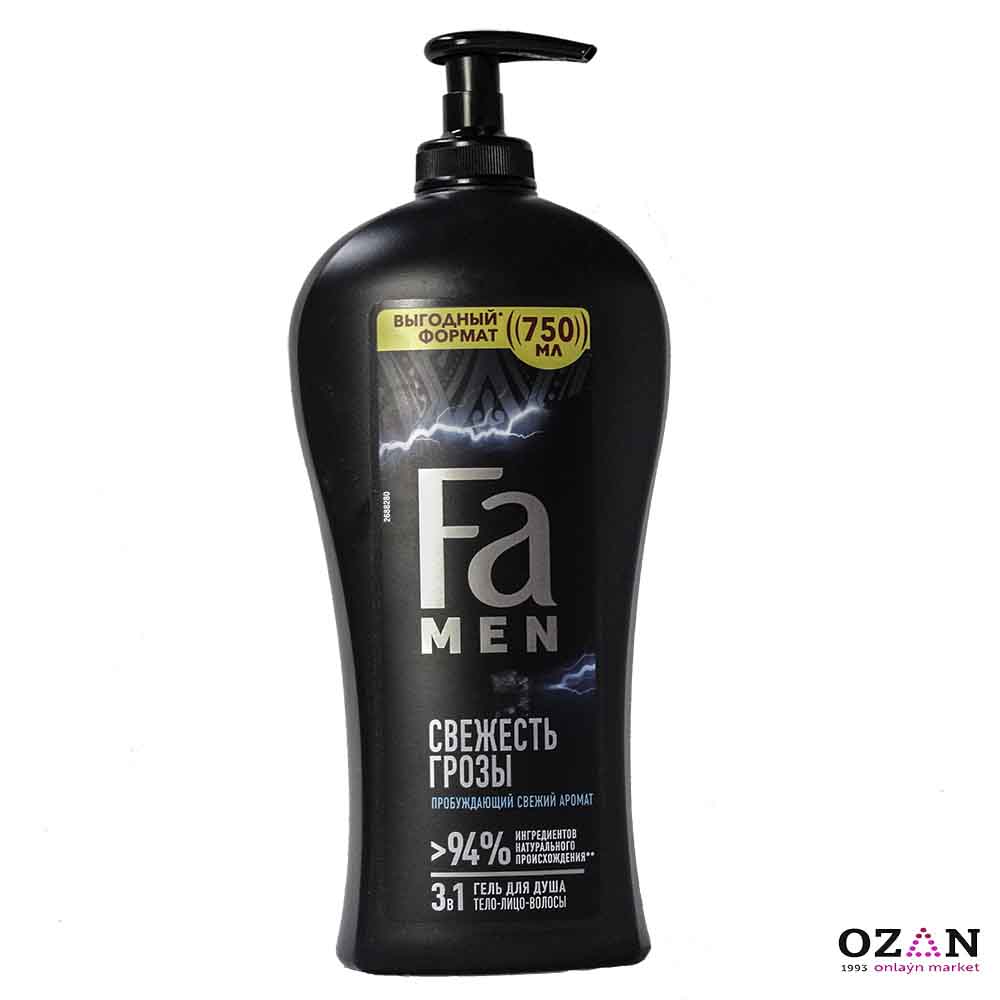 ВЫГОДНЫЙ*
ФОРМАТ
((750))
МЛ
2688280
Fa
MEN
СВЕЖЕСТЬ
ГРОЗЫ
ПРОБУЖДАЮЩИЙ СВЕЖИЙ АРОМАТ
>94%
ИНГРЕДИЕНТОВ
НАТУРАЛЬНОГО
ПРОИСХОЖДЕНИЯ**
3в1
ГЕЛЬ ДЛЯ ДУША
ТЕЛО-ЛИЦО-ВОЛОСЫ
OZAN
1993 onlaýn market